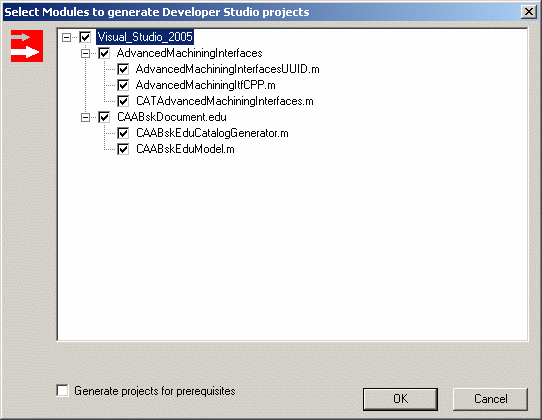 Select Modules to generate Developer Studio projects
Visual_Studio_2005
AdvancedMachiningInterfaces
AdvancedMachiningInterfacesUUID.m
AdvancedMachiningItfCPP.m
CATAdvancedMachiningInterfaces.m
CAABskDocument.edu
CAABskEduCatalogGenerator.m
CAABskEduModel.m
Generate projects for prerequisites
OK
Cancel